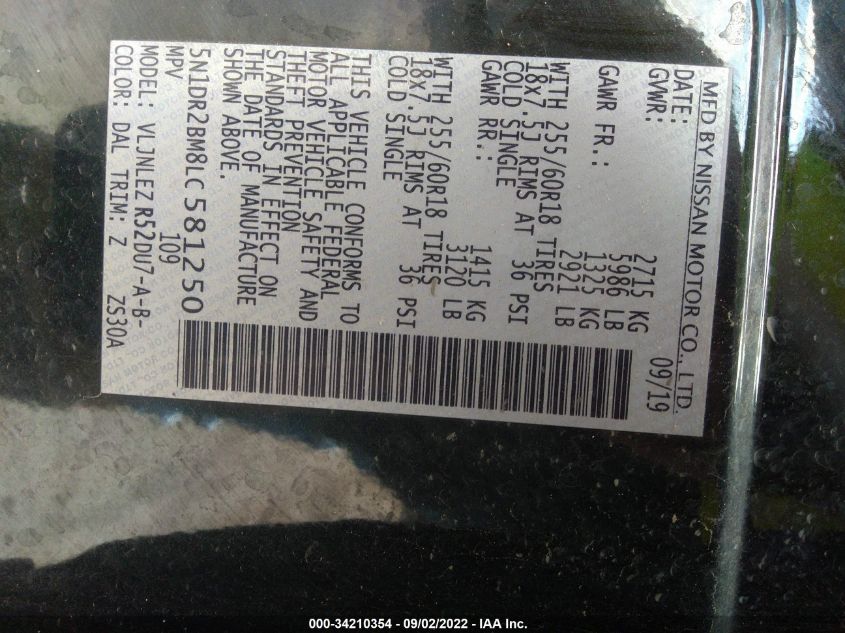 MFD BY NISSAN MOTOR CO., LTD.
DATE: 09/19
GVWR: 2715 KG
5986 LB
GAWR FR.: 1325 KG
2921 LB
WITH 255/60R18 TIRES
18x7.5J RIMS AT
COLD SINGLE 36 PSI
GAWR RR.: 1415 KG
3120 LB
WITH 255/60R18 TIRES
18x7.5J RIMS AT
COLD SINGLE 36 PSI
THIS VEHICLE CONFORMS TO
ALL APPLICABLE FEDERAL
MOTOR VEHICLE SAFETY AND
THEFT PREVENTION
STANDARDS IN EFFECT ON
THE DATE OF MANUFACTURE
SHOWN ABOVE.
5N1DR2BM8LC581250
MPV 109
MODEL: VLJNLEZ R52DU7-A-B-
COLOR: DAL TRIM: Z ZS30A
000-34210354 - 09/02/2022 - IAA Inc.